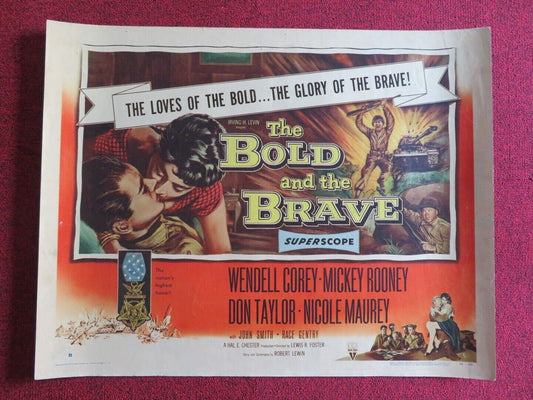 THE LOVES OF THE BOLD...THE GLORY OF THE BRAVE!
IRVING H. LEVIN
The
BOLD
and the
BRAVE
SUPERSCOPE
The
nation's
highest
honor!
WENDELL COREY · MICKEY ROONEY
DON TAYLOR · NICOLE MAUREY
with JOHN SMITH · RACE GENTRY
A HAL E. CHESTER Production · Directed by LEWIS R. FOSTER
Story and Screenplay by ROBERT LEWIN